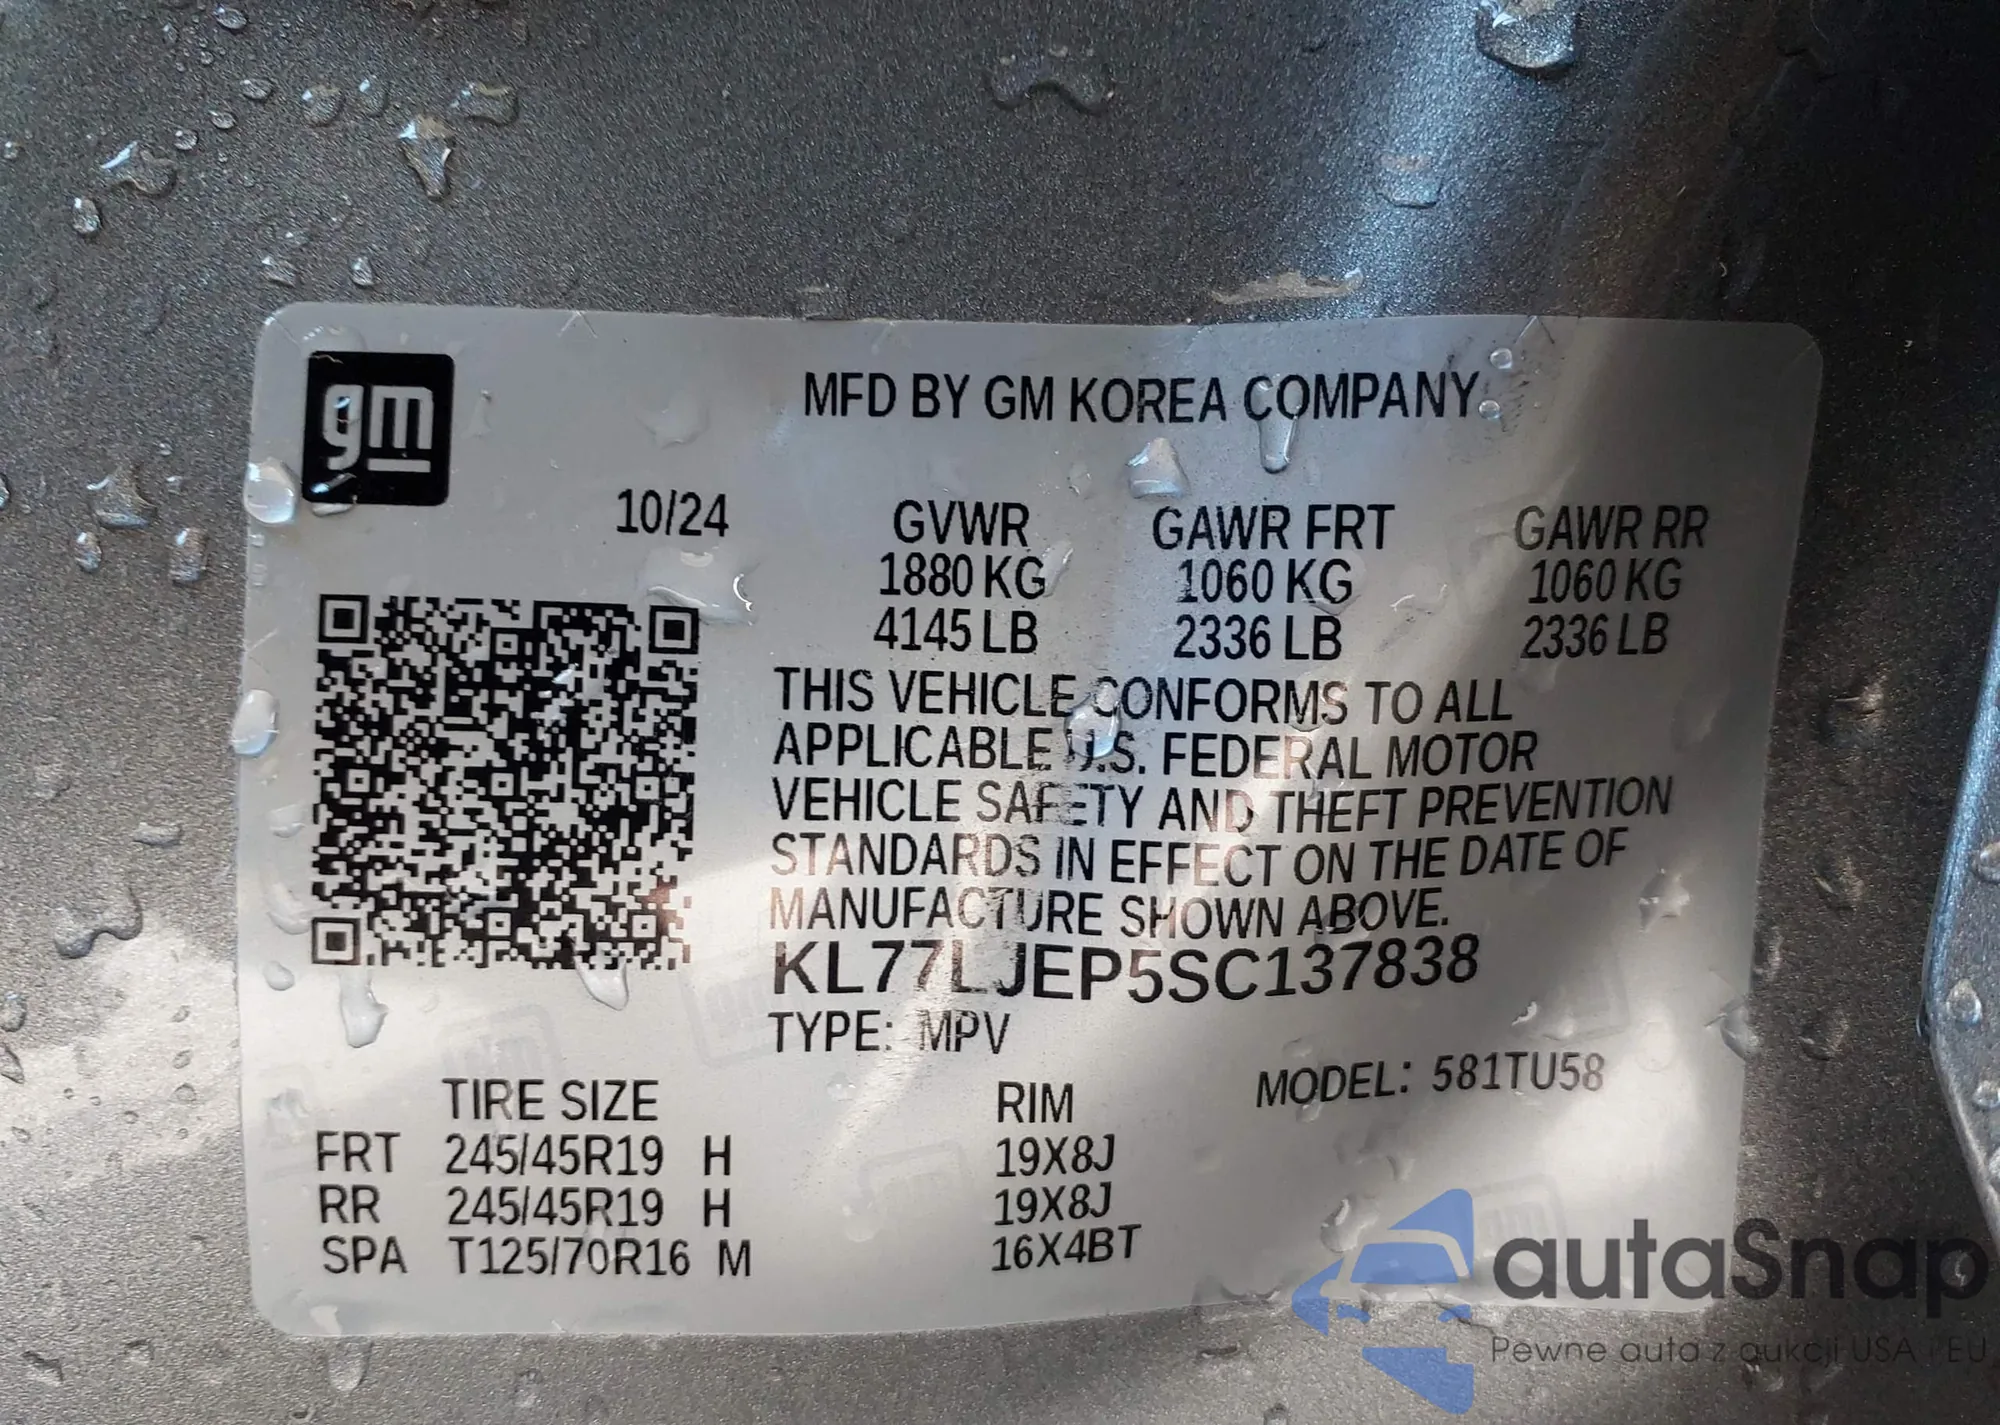 gm
MFD BY GM KOREA COMPANY
10/24
GVWR GAWR FRT GAWR RR
1880 KG 1060 KG 1060 KG
4145 LB 2336 LB 2336 LB
THIS VEHICLE CONFORMS TO ALL
APPLICABLE U.S. FEDERAL MOTOR
VEHICLE SAFETY AND THEFT PREVENTION
STANDARDS IN EFFECT ON THE DATE OF
MANUFACTURE SHOWN ABOVE.
KL77LJEP5SC137838
TYPE: MPV
MODEL: 581TU58
TIRE SIZE RIM
FRT 245/45R19 H 19X8J
RR 245/45R19 H 19X8J
SPA T125/70R16 M 16X4BT
autaSnap
Pewne auta z aukcji USA i EU